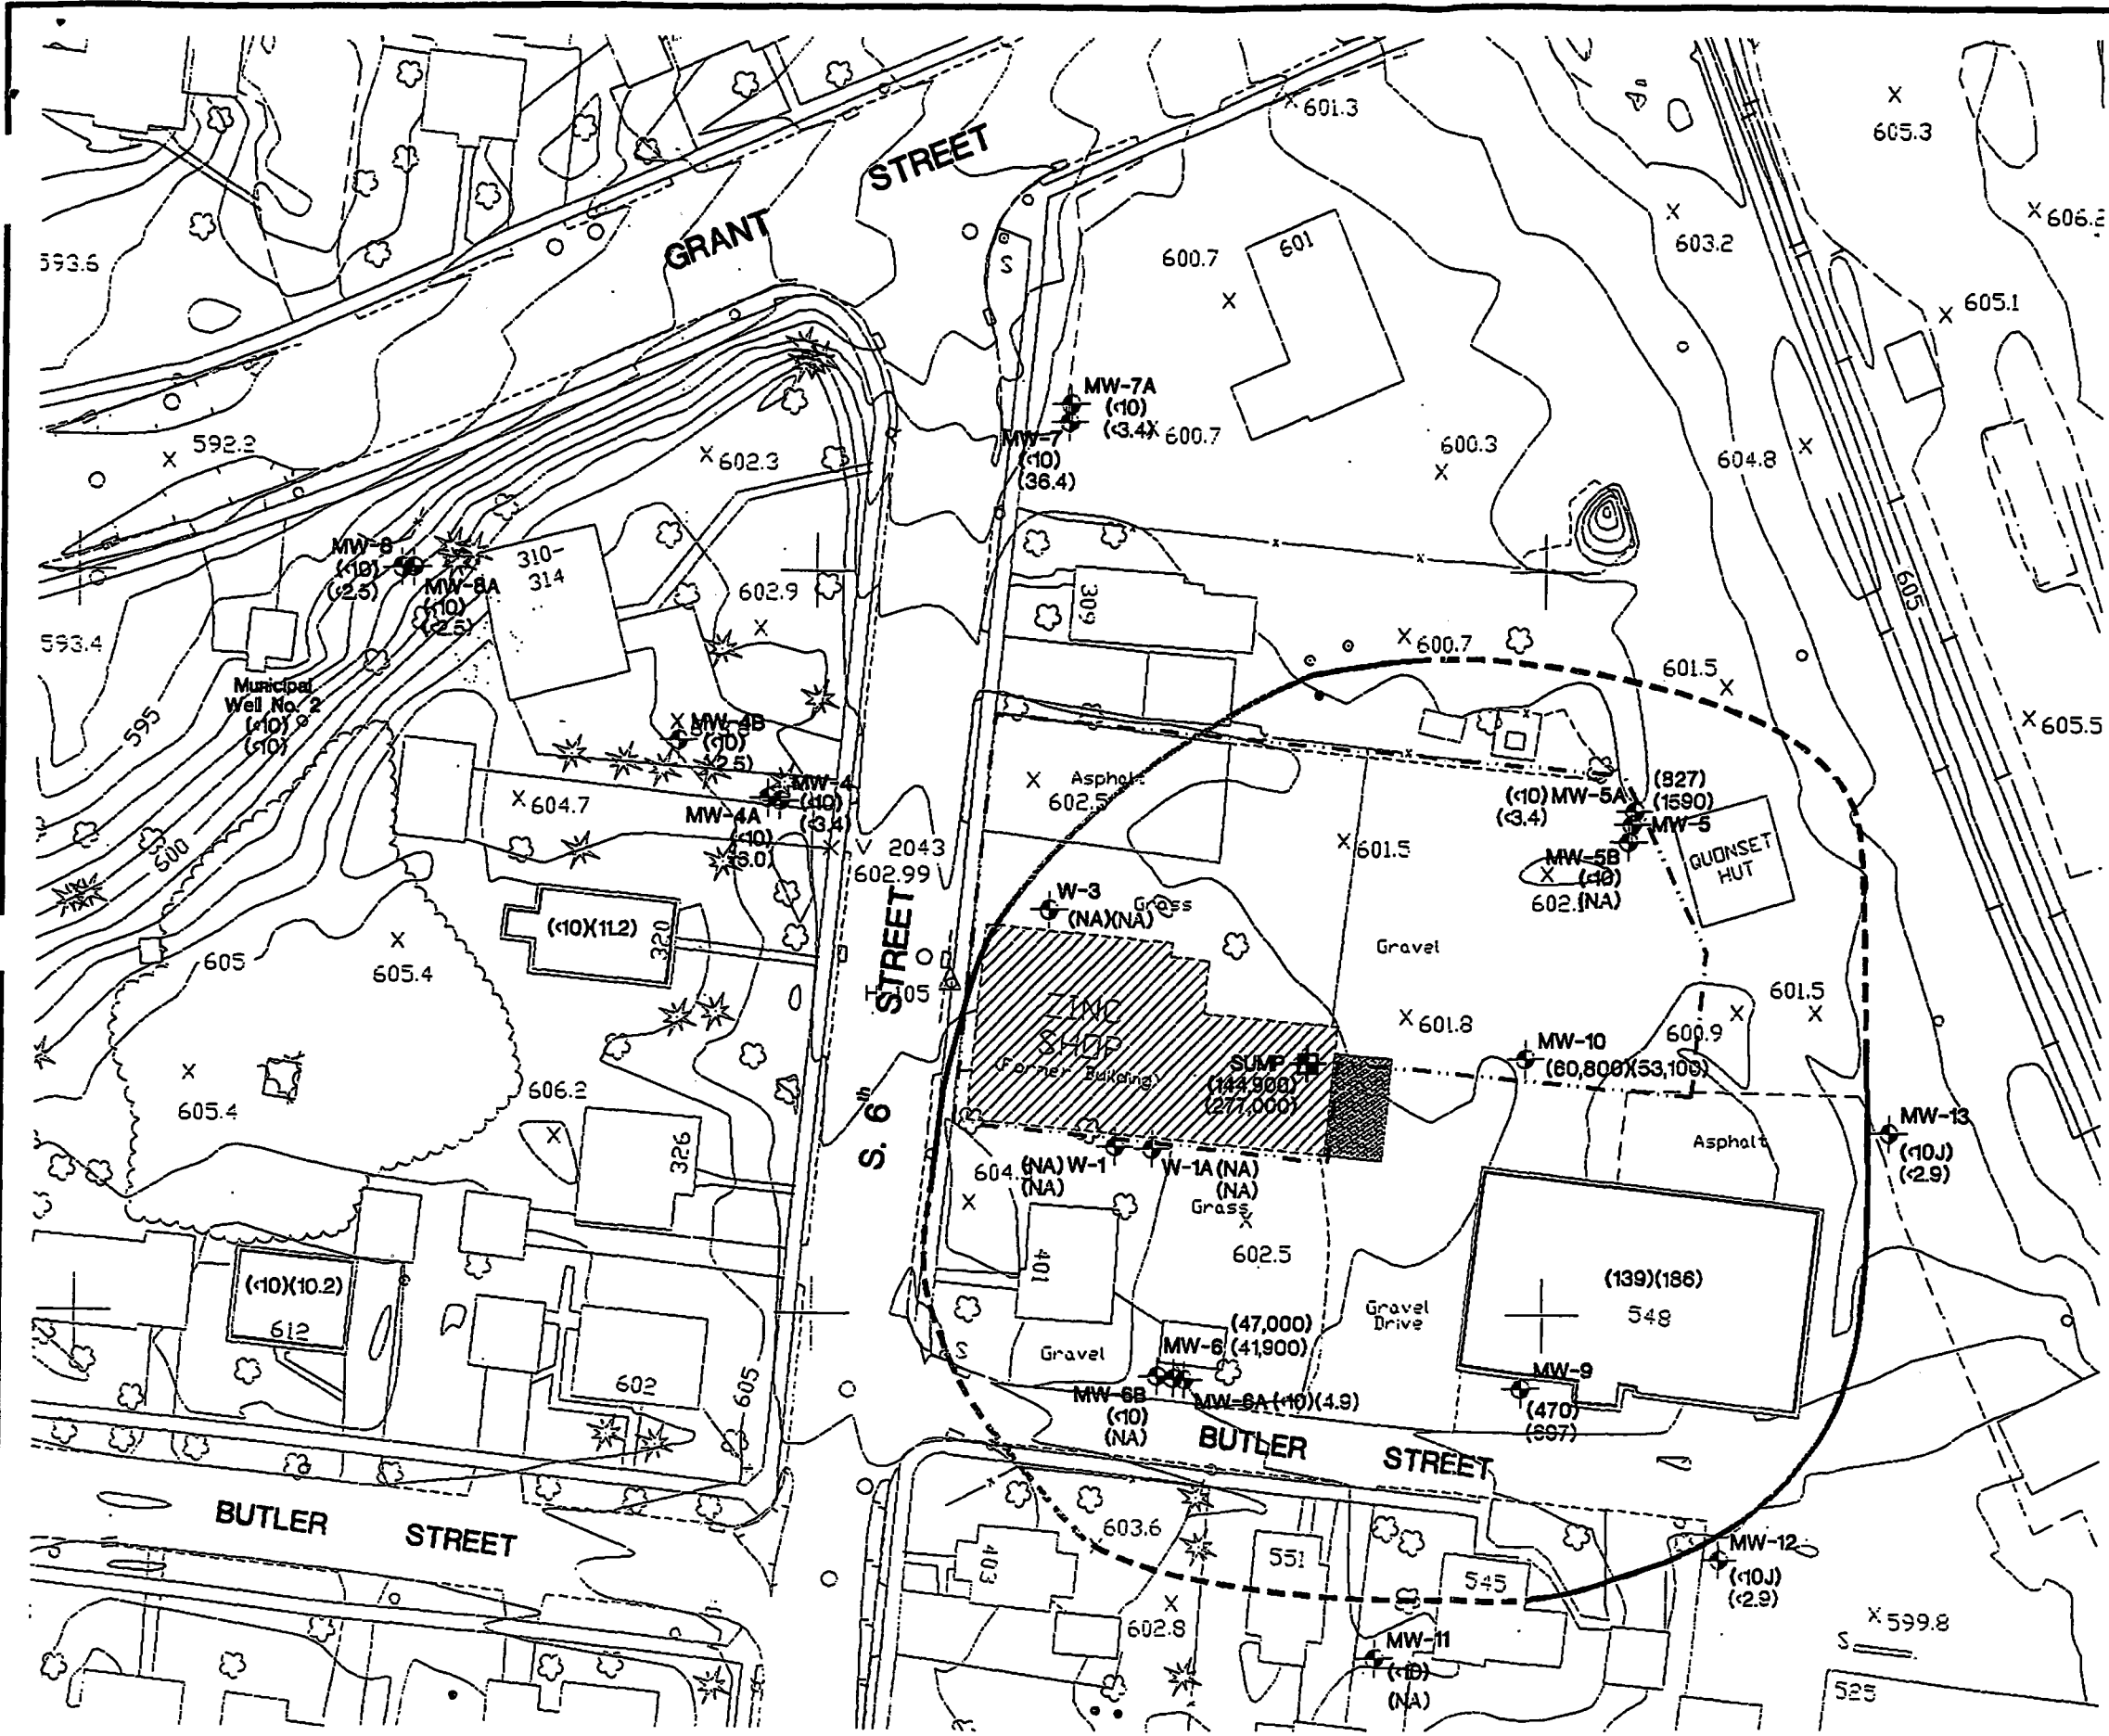 STREET
GRANT
601.3
605.3
606.2
603.2
593.6
600.7
601
S
605.1
MW-7A
(<10)
(<3.4)
600.7
MW-7
(<10)
(36.4)
592.2
602.3
600.3
604.8
MW-8
(<10)
(<2.5)
MW-8A
(<10)
(<2.5)
310-
314
602.9
309
605
593.4
600.7
601.5
Municipal
Well No. 2
(<10)
(<10)
595
MW-4B
(<10)
605.5
604.7
MW-4
(<10)
(<3.4)
MW-4A
(<10)
Asphalt
602.5
(827)
(1590)
(<10) MW-5A
(<3.4)
MW-5
MW-5B
(<10)
(NA)
QUONSET
HUT
600
2043
602.99
601.5
W-3
(NA)(NA)
Grass
Gravel
(<10)(11.2)
320
605
605.4
STREET
S. 6th
ZINC
SHOP
(Former Building)
SUMP
(144,900)
(277,000)
601.8
601.5
600.9
MW-10
(60,800)(53,100)
605.4
606.2
326
MW-13
(<10J)
(<2.9)
Asphalt
(NA) W-1
(NA)
W-1A (NA)
(NA)
Grass
602.5
401
(<10)(10.2)
612
(139)(186)
548
Gravel
Drive
(47,000)
MW-6 (41,900)
Gravel
S
MW-6B
(<10)
(NA)
MW-6A (<10)(4.9)
MW-9
(470)
602
605
BUTLER STREET
BUTLER STREET
603.6
403
551
545
MW-12
(<10J)
(<2.9)
602.8
MW-11
(<10)
(NA)
599.8
S
525